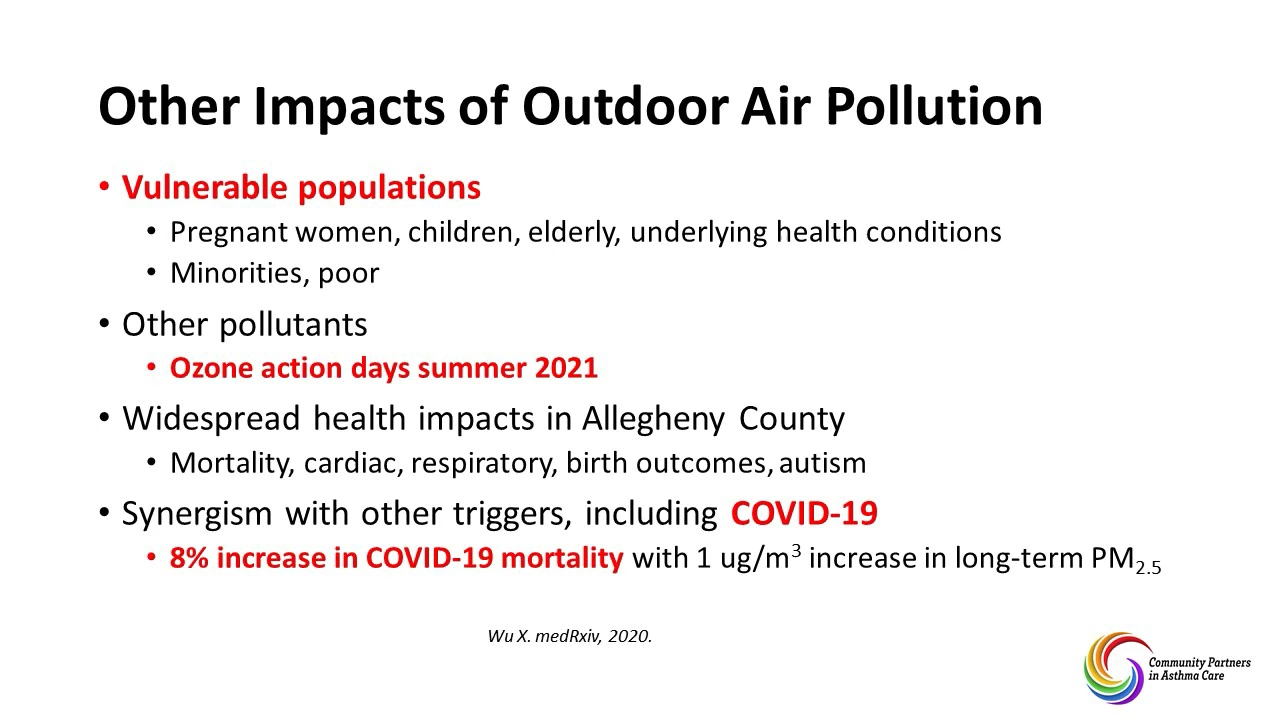 Other Impacts of Outdoor Air Pollution
• Vulnerable populations
• Pregnant women, children, elderly, underlying health conditions
• Minorities, poor
• Other pollutants
• Ozone action days summer 2021
• Widespread health impacts in Allegheny County
• Mortality, cardiac, respiratory, birth outcomes, autism
• Synergism with other triggers, including COVID-19
• 8% increase in COVID-19 mortality with 1 ug/m³ increase in long-term PM₂.₅
Wu X. medRxiv, 2020.
Community Partners
in Asthma Care